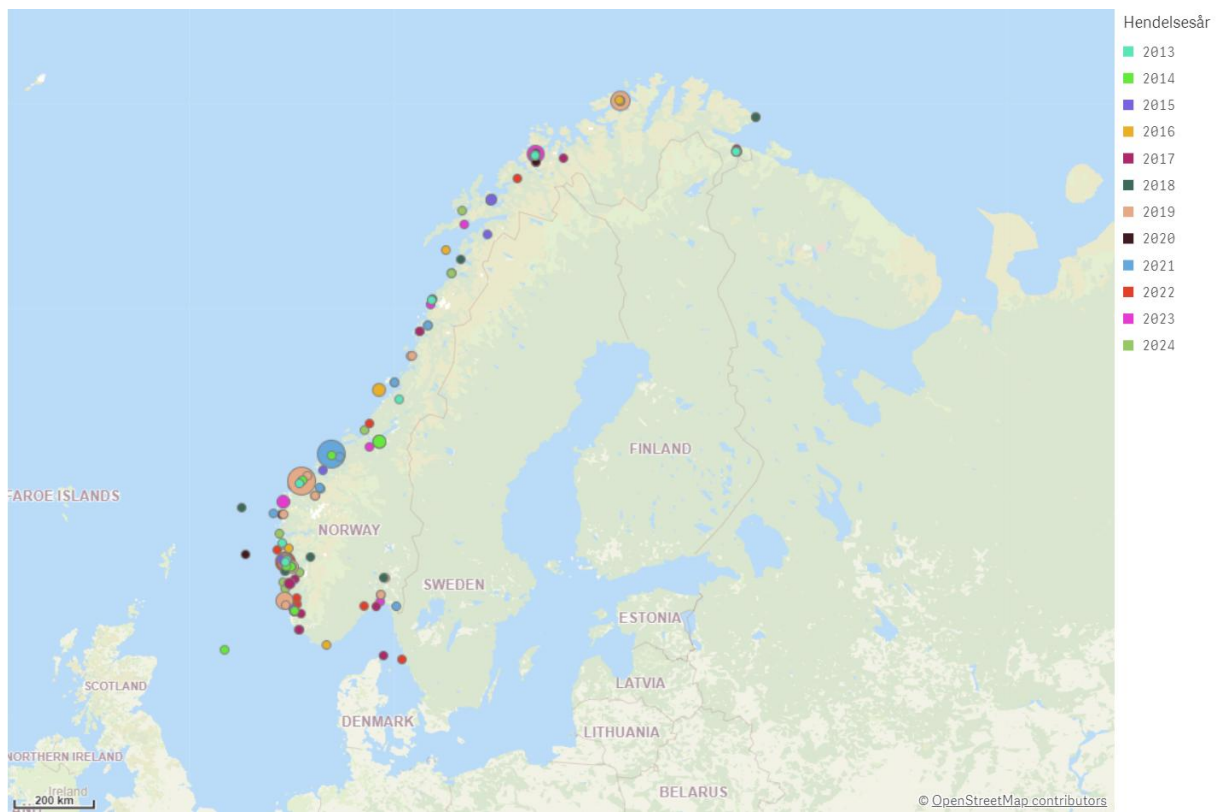 Hendelsesår
2013
2014
2015
2016
2017
2018
2019
2020
2021
2022
2023
2024
FINLAND
FAROE ISLANDS
NORWAY
SWEDEN
ESTONIA
SCOTLAND
LATVIA
DENMARK
LITHUANIA
NORTHERN IRELAND
Ireland
BELARUS
200 km
© OpenStreetMap contributors